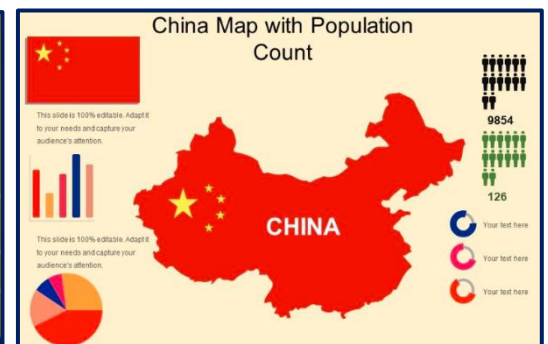 China Map with Population
Count
This slide is 100% editable. Adapt it
to your needs and capture your
audience's attention.
9854
126
CHINA
Your text here
This slide is 100% editable. Adapt it
to your needs and capture your
audience's attention.
Your text here
Your text here